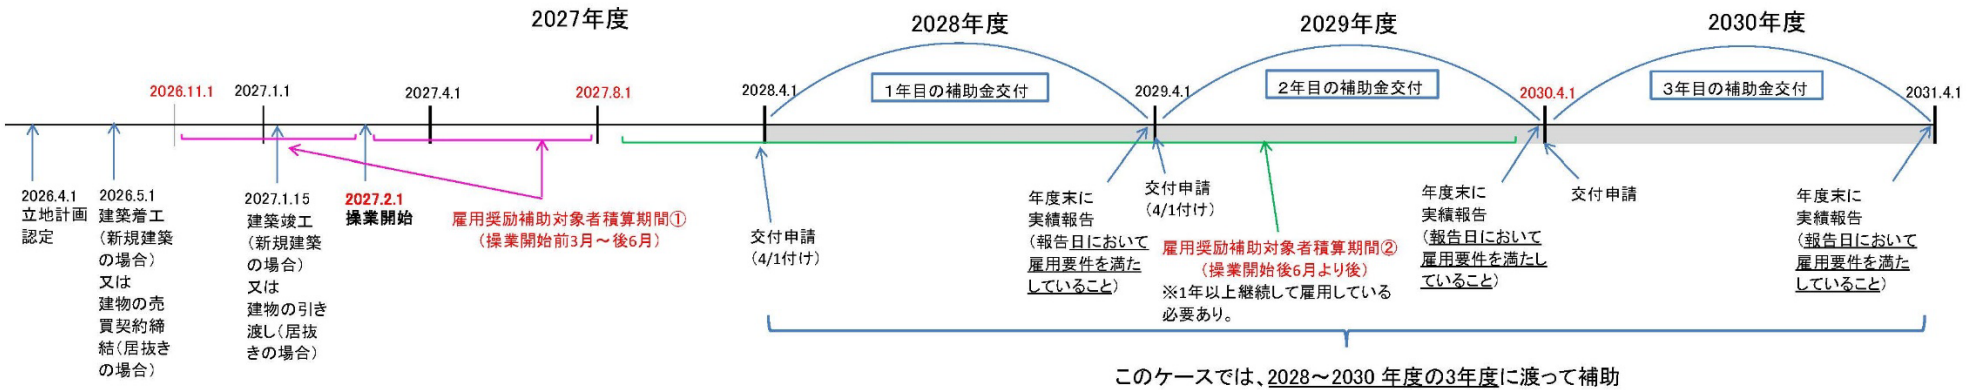 2027年度
2028年度
2029年度
2030年度
1年目の補助金交付
2年目の補助金交付
3年目の補助金交付
2026.11.1
2027.1.1
2027.4.1
2027.8.1
2028.4.1
2029.4.1
2030.4.1
2031.4.1
2026.4.1
立地計画
認定
2026.5.1
建築着工
(新規建築
の場合)
又は
建物の売
買契約締
結(居抜き
の場合)
2027.1.15
建築竣工
(新規建築
の場合)
又は
建物の引き
渡し(居抜
きの場合)
2027.2.1
操業開始
雇用奨励補助対象者積算期間①
(操業開始前3月～後6月)
交付申請
(4/1付け)
年度末に
実績報告
(報告日において
雇用要件を満た
していること)
交付申請
(4/1付け)
雇用奨励補助対象者積算期間②
(操業開始後6月より後)
※1年以上継続して雇用している
必要あり。
年度末に
実績報告
(報告日において
雇用要件を満たし
ていること)
交付申請
年度末に
実績報告
(報告日において
雇用要件を満た
していること)
このケースでは、2028～2030 年度の3年度に渡って補助